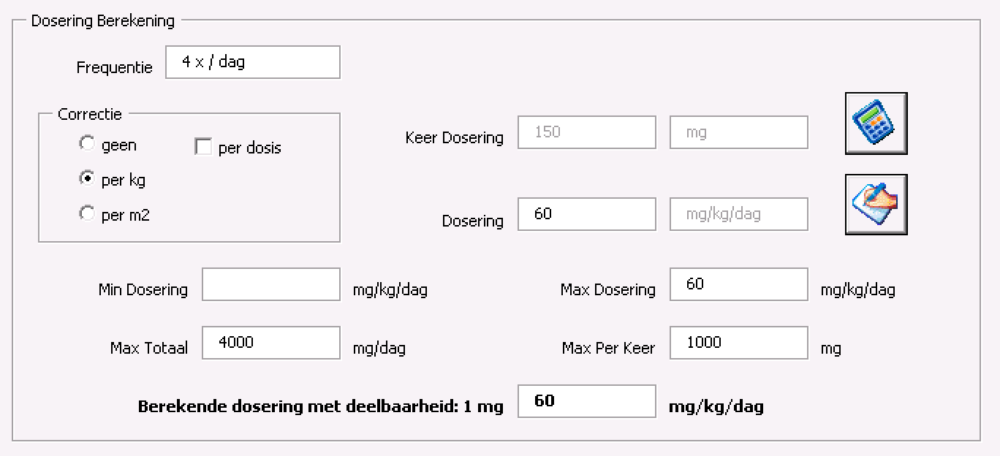 Dosering Berekening
Frequentie 4 x / dag
Correctie
geen per dosis
per kg
per m2
Keer Dosering 150 mg
Dosering 60 mg/kg/dag
Min Dosering mg/kg/dag Max Dosering 60 mg/kg/dag
Max Totaal 4000 mg/dag Max Per Keer 1000 mg
Berekende dosering met deelbaarheid: 1 mg 60 mg/kg/dag